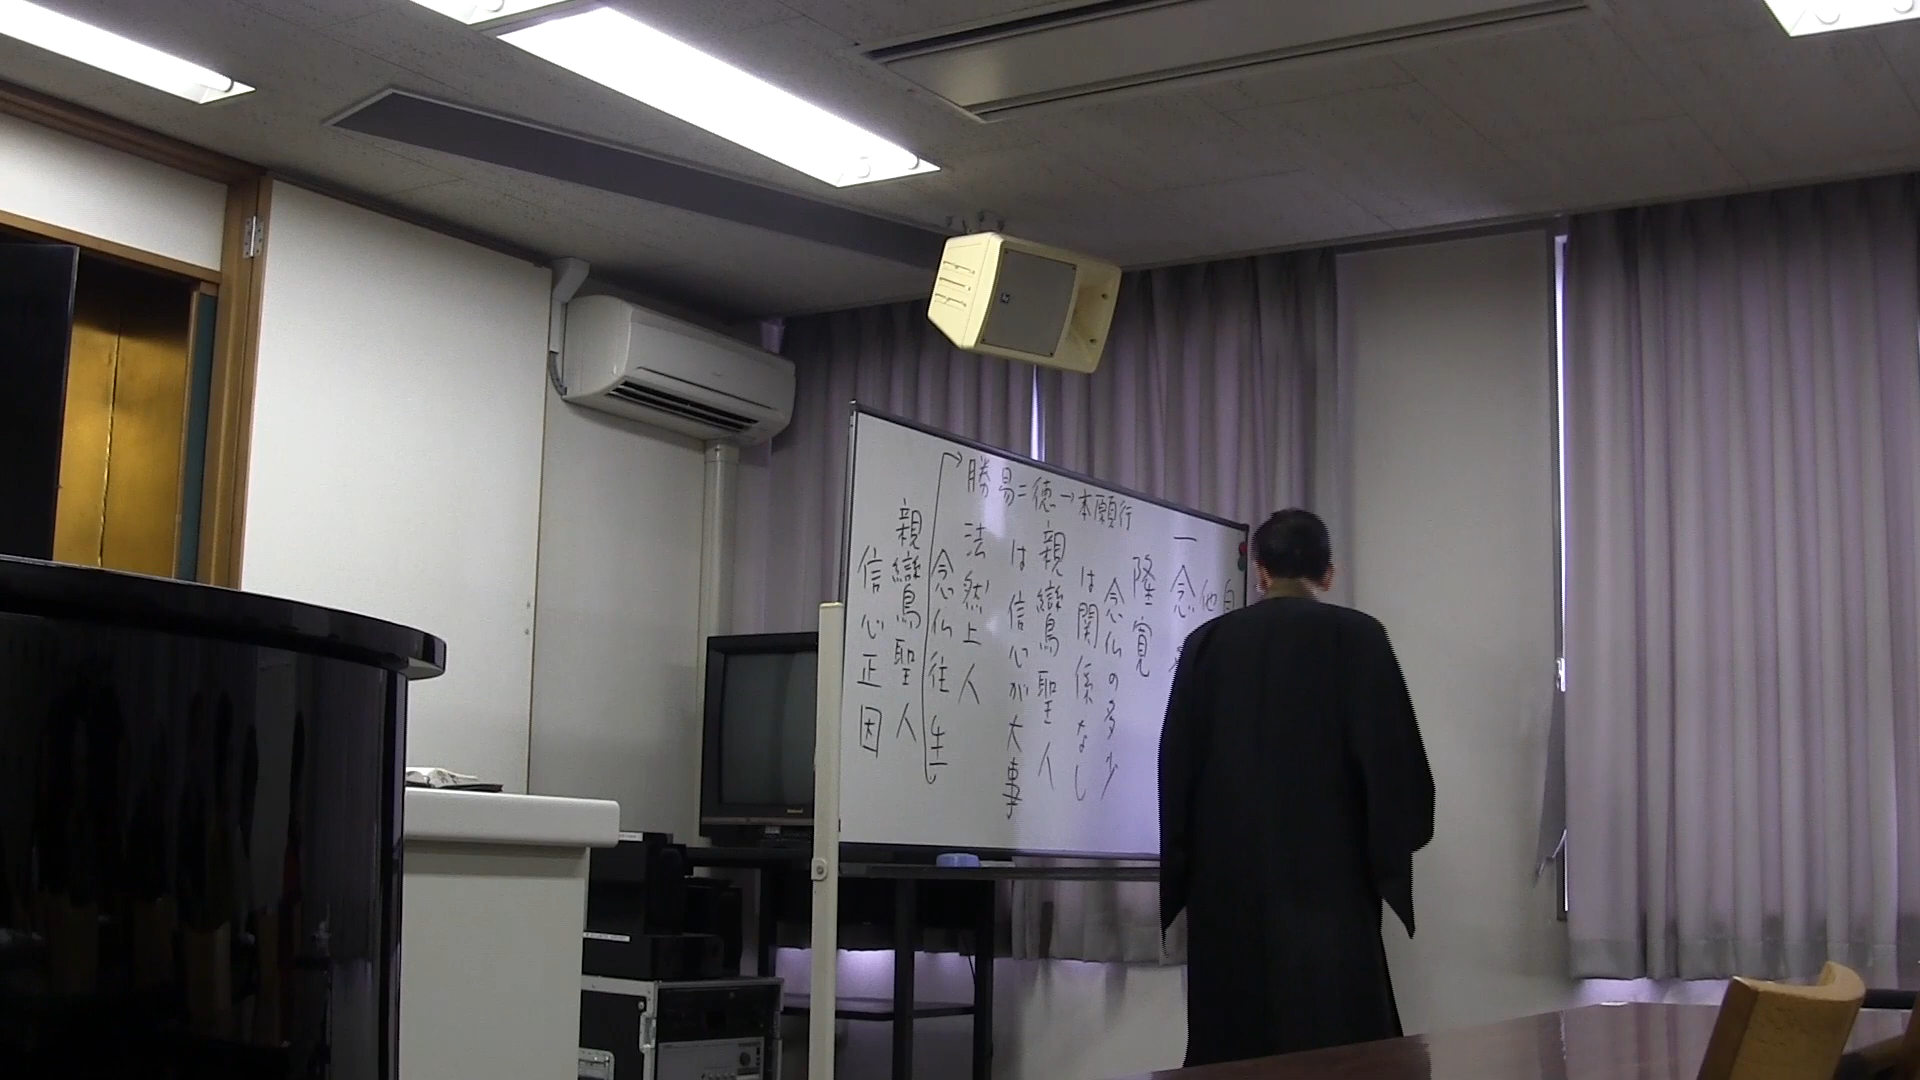 自
他
一念
隆寛
念仏の多少
は関係なし
親鸞聖人
は信心が大事
勝易=徳→本願行
法然上人
念仏往生
親鸞聖人
信心正因